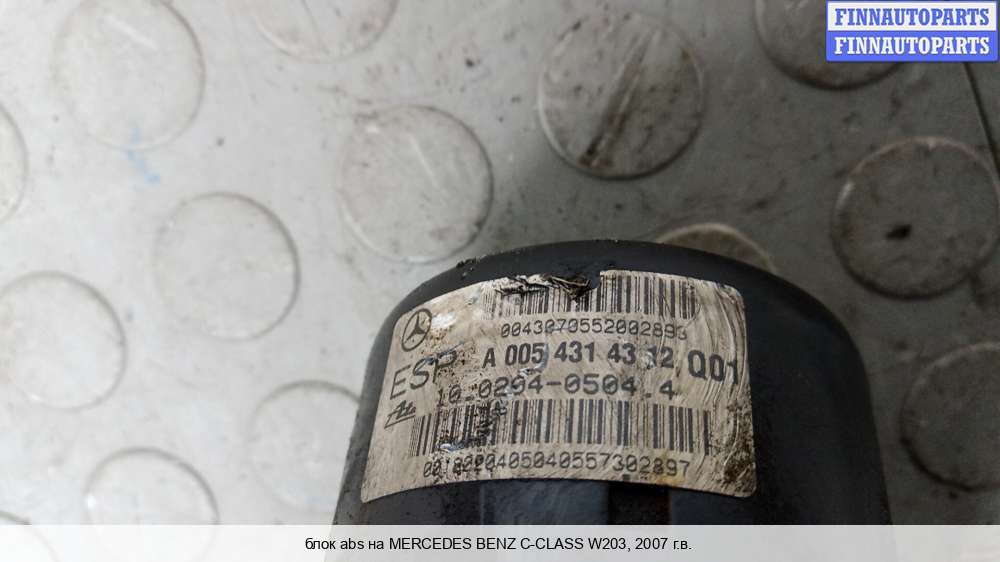 FINNAUTOPARTS
FINNAUTOPARTS
0043070552002893
ESP A 005 431 43 12 Q01
10.0294-0504.4
блок abs на MERCEDES BENZ C-CLASS W203, 2007 г.в.